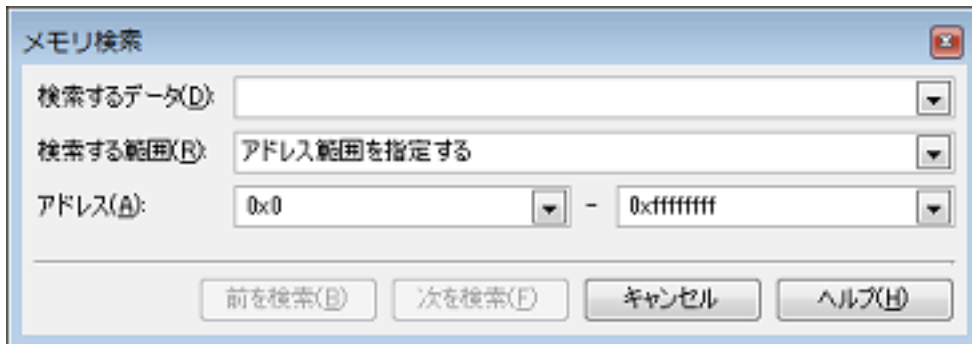 メモリ検索
検索するデータ(D):
検索する範囲(R): アドレス範囲を指定する
アドレス(A): 0x0 - 0xffffffff
前を検索(B) 次を検索(F) キャンセル ヘルプ(H)